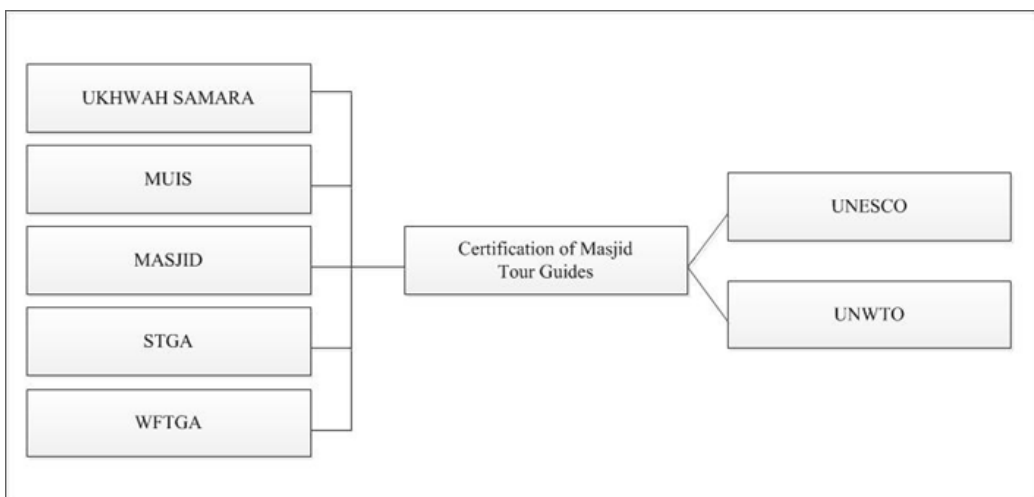 UKHWAH SAMARA
MUIS
MASJID
STGA
WFTGA
Certification of Masjid
Tour Guides
UNESCO
UNWTO